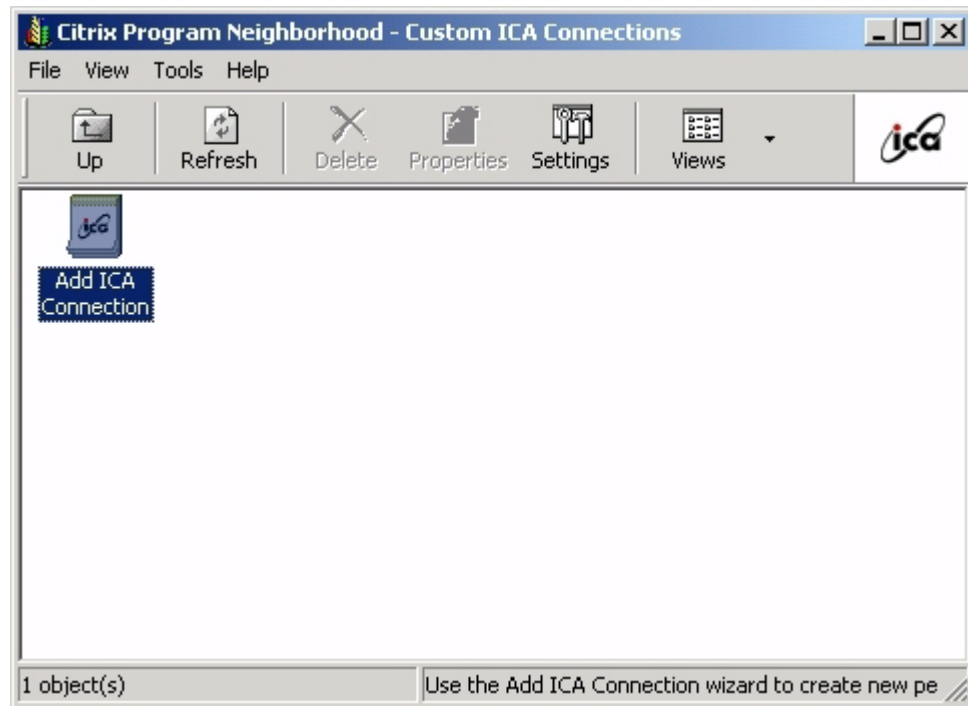 Citrix Program Neighborhood - Custom ICA Connections
File View Tools Help
Up Refresh Delete Properties Settings Views
ica
ica
Add ICA
Connection
1 object(s)
Use the Add ICA Connection wizard to create new pe